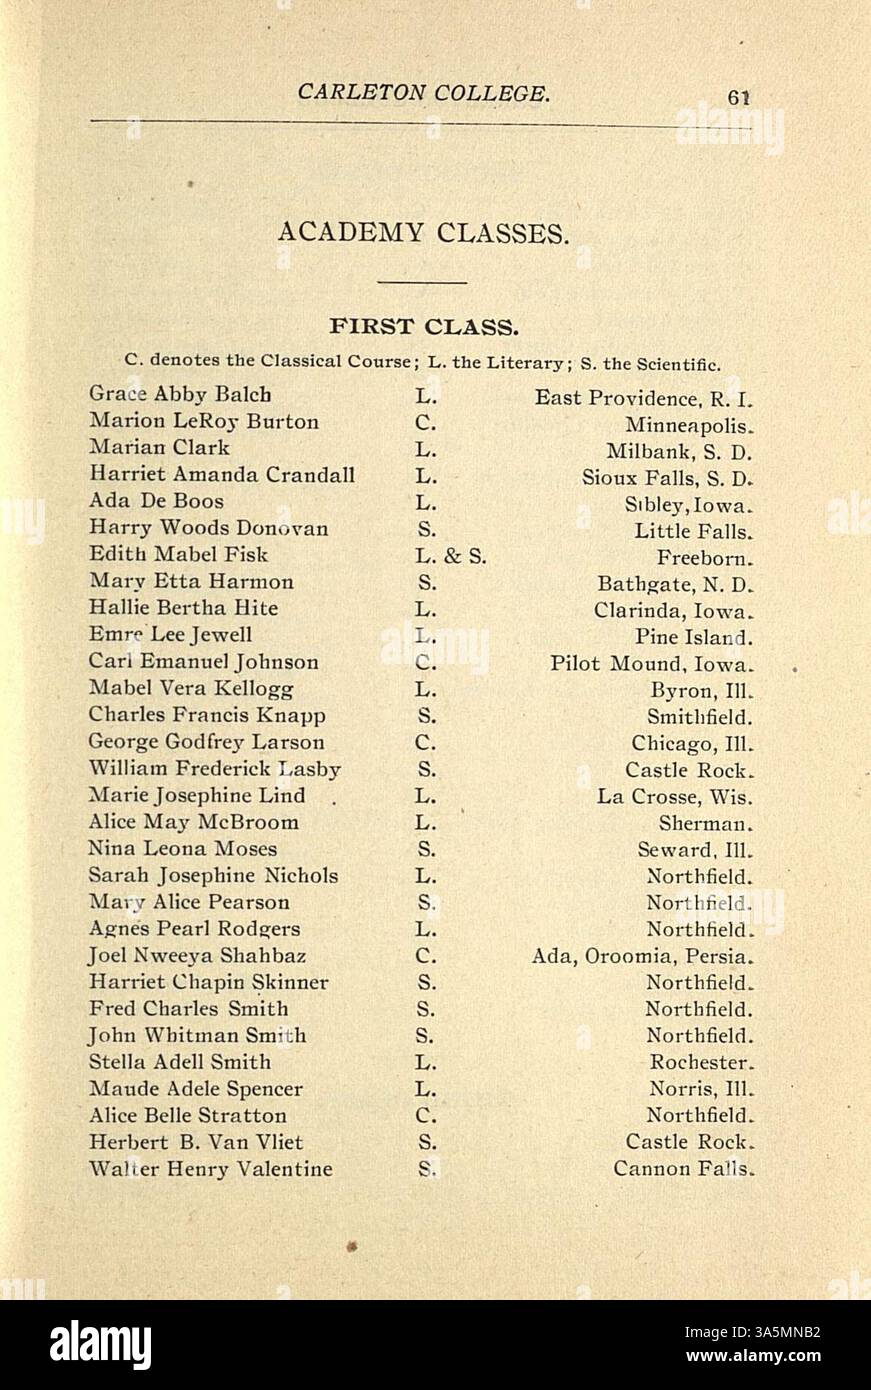 CARLETON COLLEGE. 61
ACADEMY CLASSES.
FIRST CLASS.
C. denotes the Classical Course; L. the Literary; S. the Scientific.
Grace Abby Balch L. East Providence, R. I.
Marion LeRoy Burton C. Minneapolis.
Marian Clark L. Milbank, S. D.
Harriet Amanda Crandall L. Sioux Falls, S. D.
Ada De Boos L. Sibley, Iowa.
Harry Woods Donovan S. Little Falls.
Edith Mabel Fisk L. & S. Freeborn.
Mary Etta Harmon S. Bathgate, N. D.
Hallie Bertha Hite L. Clarinda, Iowa.
Emre Lee Jewell L. Pine Island.
Carl Emanuel Johnson C. Pilot Mound, Iowa.
Mabel Vera Kellogg L. Byron, Ill.
Charles Francis Knapp S. Smithfield.
George Godfrey Larson C. Chicago, Ill.
William Frederick Lasby S. Castle Rock.
Marie Josephine Lind L. La Crosse, Wis.
Alice May McBroom L. Sherman.
Nina Leona Moses S. Seward, Ill.
Sarah Josephine Nichols L. Northfield.
Mary Alice Pearson S. Northfield.
Agnes Pearl Rodgers L. Northfield.
Joel Nweeya Shahbaz C. Ada, Oroomia, Persia.
Harriet Chapin Skinner S. Northfield.
Fred Charles Smith S. Northfield.
John Whitman Smith S. Northfield.
Stella Adell Smith L. Rochester.
Maude Adele Spencer L. Norris, Ill.
Alice Belle Stratton C. Northfield.
Herbert B. Van Vliet S. Castle Rock.
Walter Henry Valentine S. Cannon Falls.
alamy
Image ID: 3A5MNB2
www.alamy.com